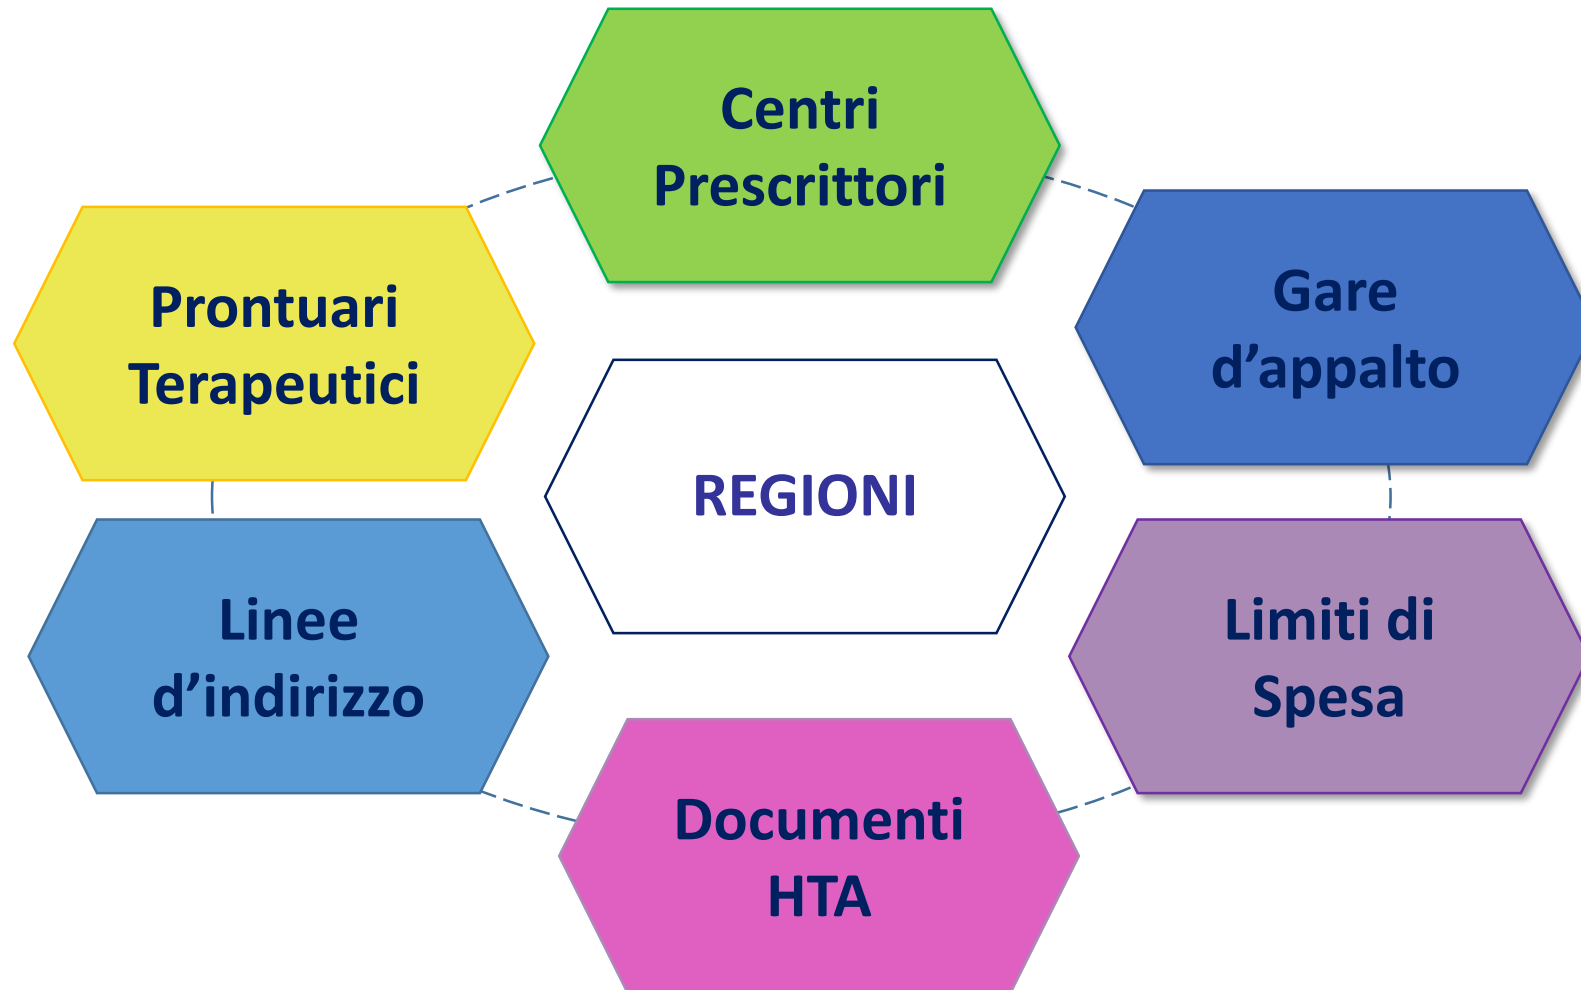 Centri
Prescrittori
Gare
d’appalto
Prontuari
Terapeutici
REGIONI
Limiti di
Spesa
Linee
d’indirizzo
Documenti
HTA